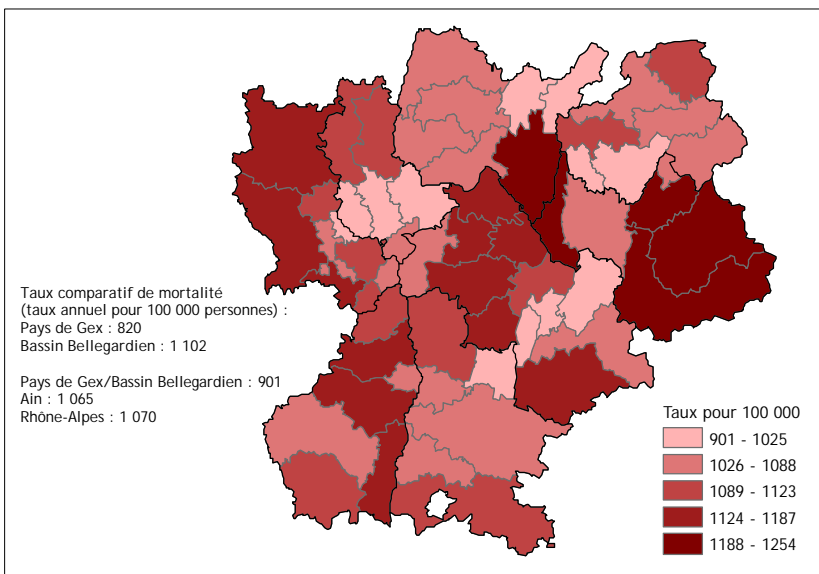 Taux comparatif de mortalité
(taux annuel pour 100 000 personnes) :
Pays de Gex : 820
Bassin Bellegardien : 1 102
Pays de Gex/Bassin Bellegardien : 901
Ain : 1 065
Rhône-Alpes : 1 070
Taux pour 100 000
901 - 1025
1026 - 1088
1089 - 1123
1124 - 1187
1188 - 1254